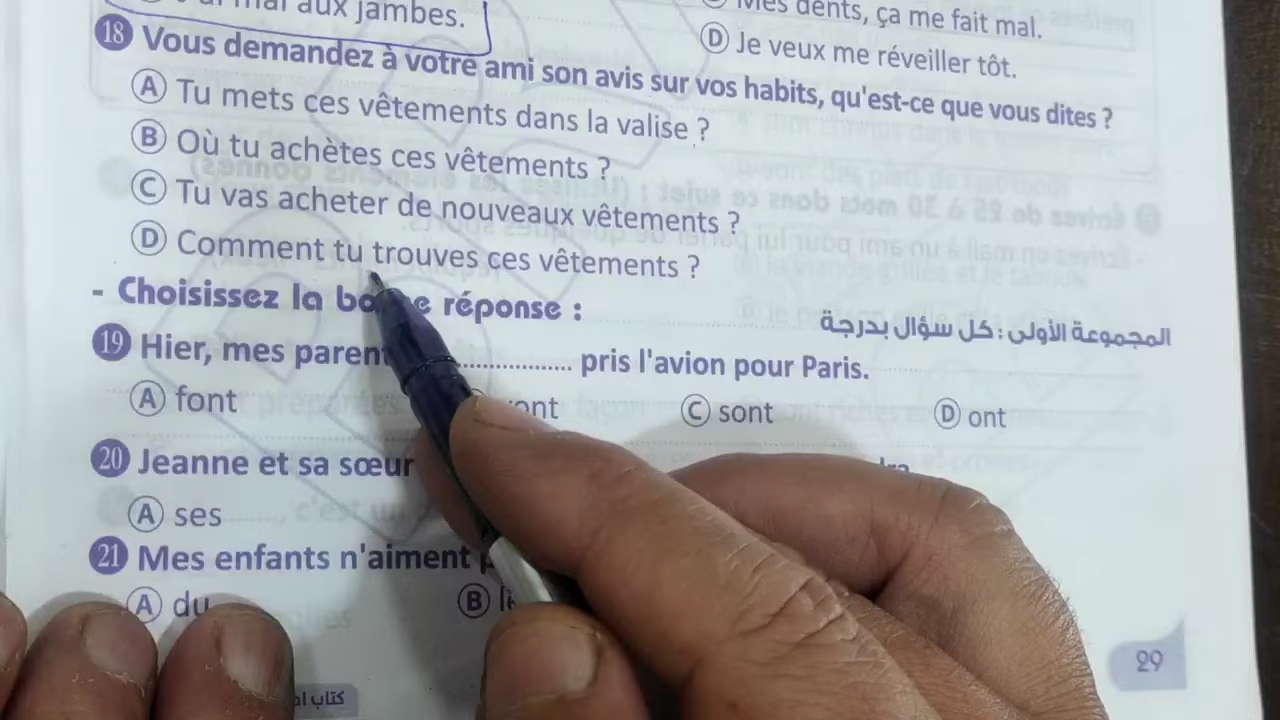 mal aux jambes.
Mes dents, ça me fait mal.
D Je veux me réveiller tôt.
18 Vous demandez à votre ami son avis sur vos habits, qu'est-ce que vous dites ?
A Tu mets ces vêtements dans la valise ?
B Où tu achètes ces vêtements ?
C Tu vas acheter de nouveaux vêtements ?
D Comment tu trouves ces vêtements ?
- Choisissez la réponse :
المجموعة الأولى : كل سؤال بدرجة
19 Hier, mes .................. pris l'avion pour Paris.
A font
C sont
D ont
20 Jeanne et sa sœur
A ses
21 Mes enfants n'aiment
A du
B
29
كتاب